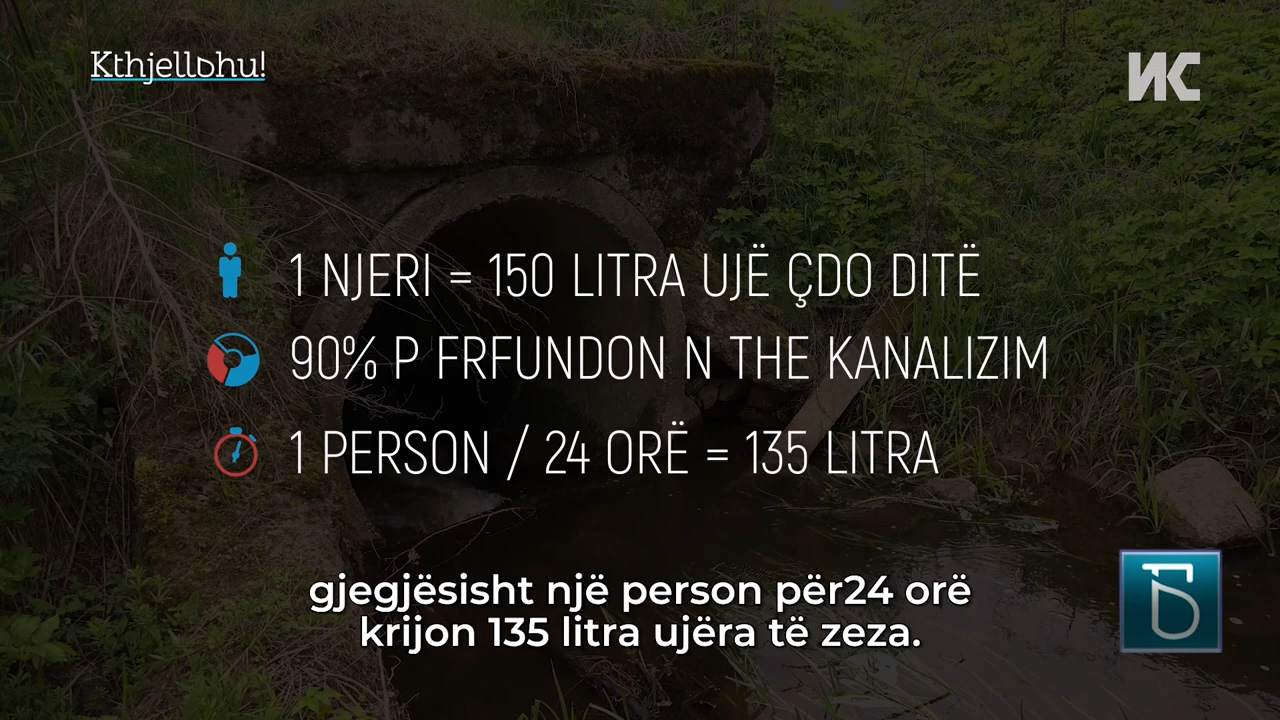 Kthjellohu!
ИС
1 NJERI = 150 LITRA UJË ÇDO DITË
90% P FRFUNDON N THE KANALIZIM
1 PERSON / 24 ORË = 135 LITRA
gjegjësisht një person për24 orë
krijon 135 litra ujëra të zeza.
Б